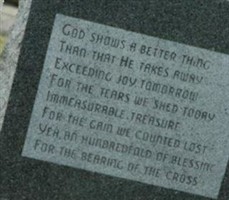 GOD SHOWS A BETTER THING
THAN THAT HE TAKES AWAY
EXCEEDING JOY TOMORROW
FOR THE TEARS WE SHED TODAY
IMMEASURABLE TREASURE
FOR THE GAIN WE COUNTED LOST
YEA, AN HUNDREDFOLD OF BLESSING
FOR THE BEARING OF THE CROSS